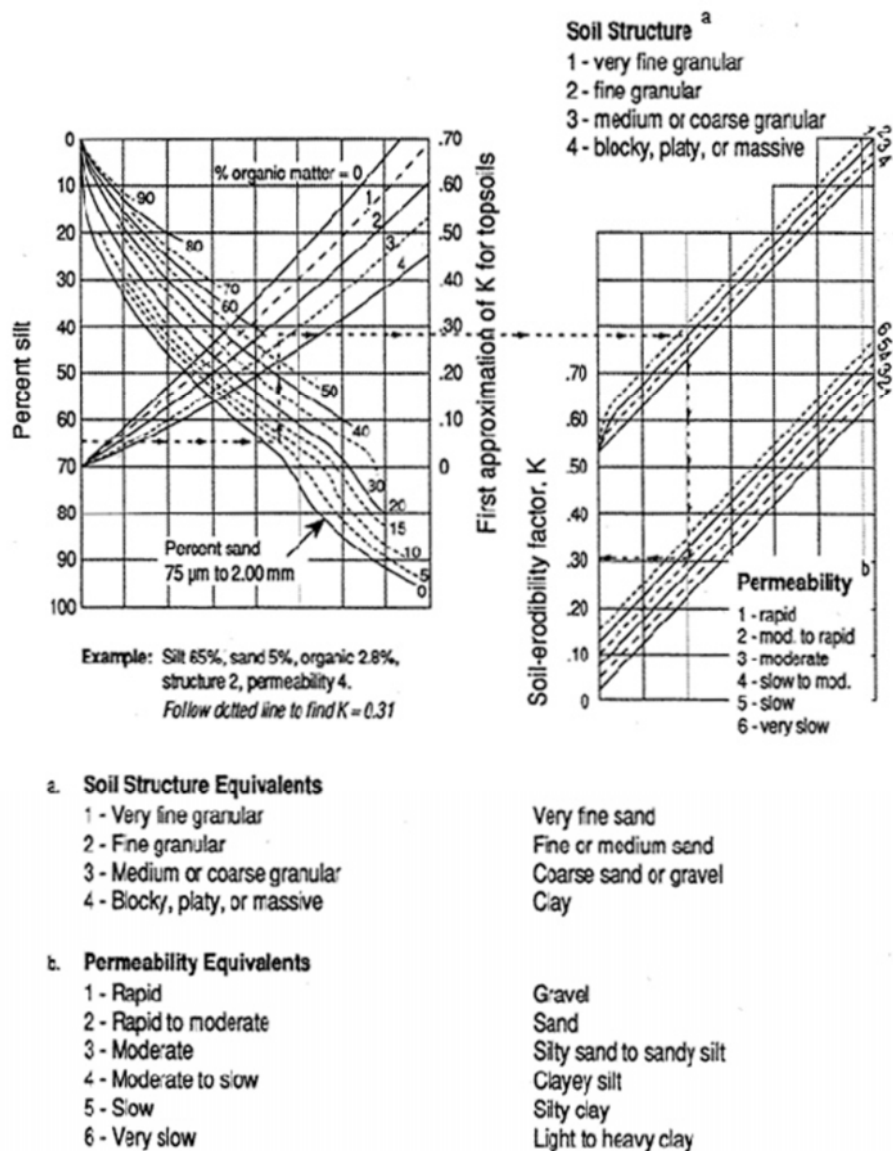 Soil Structure a
1 - very fine granular
2 - fine granular
3 - medium or coarse granular
4 - blocky, platy, or massive
0
10
20
30
40
50
60
70
80
90
100
Percent silt
% organic matter = 0
1
2
3
4
90
80
70
60
50
40
30
20
15
10
5
0
Percent sand
75 µm to 2.00 mm
.70
.60
.50
.40
.30
.20
.10
0
First approximation of K for topsoils
4
.70
.60
.50
.40
.30
.20
.10
0
Soil-erodibility factor, K
6
Permeability b
1 - rapid
2 - mod. to rapid
3 - moderate
4 - slow to mod.
5 - slow
6 - very slow
Example: Silt 65%, sand 5%, organic 2.8%,
structure 2, permeability 4.
Follow dotted line to find K = 0.31
a. Soil Structure Equivalents
1 - Very fine granular Very fine sand
2 - Fine granular Fine or medium sand
3 - Medium or coarse granular Coarse sand or gravel
4 - Blocky, platy, or massive Clay
b. Permeability Equivalents
1 - Rapid Gravel
2 - Rapid to moderate Sand
3 - Moderate Silty sand to sandy silt
4 - Moderate to slow Clayey silt
5 - Slow Silty clay
6 - Very slow Light to heavy clay